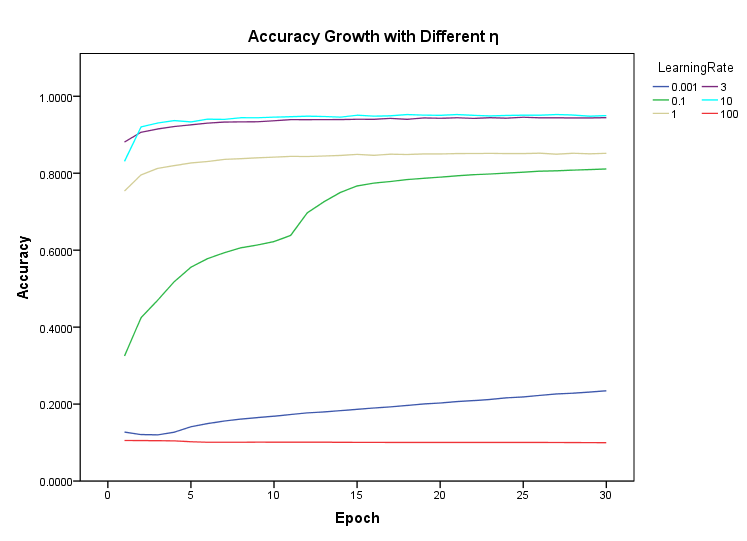 Accuracy Growth with Different η
LearningRate
0.001 3
0.1 10
1 100
Accuracy
1.0000
0.8000
0.6000
0.4000
0.2000
0.0000
0 5 10 15 20 25 30
Epoch